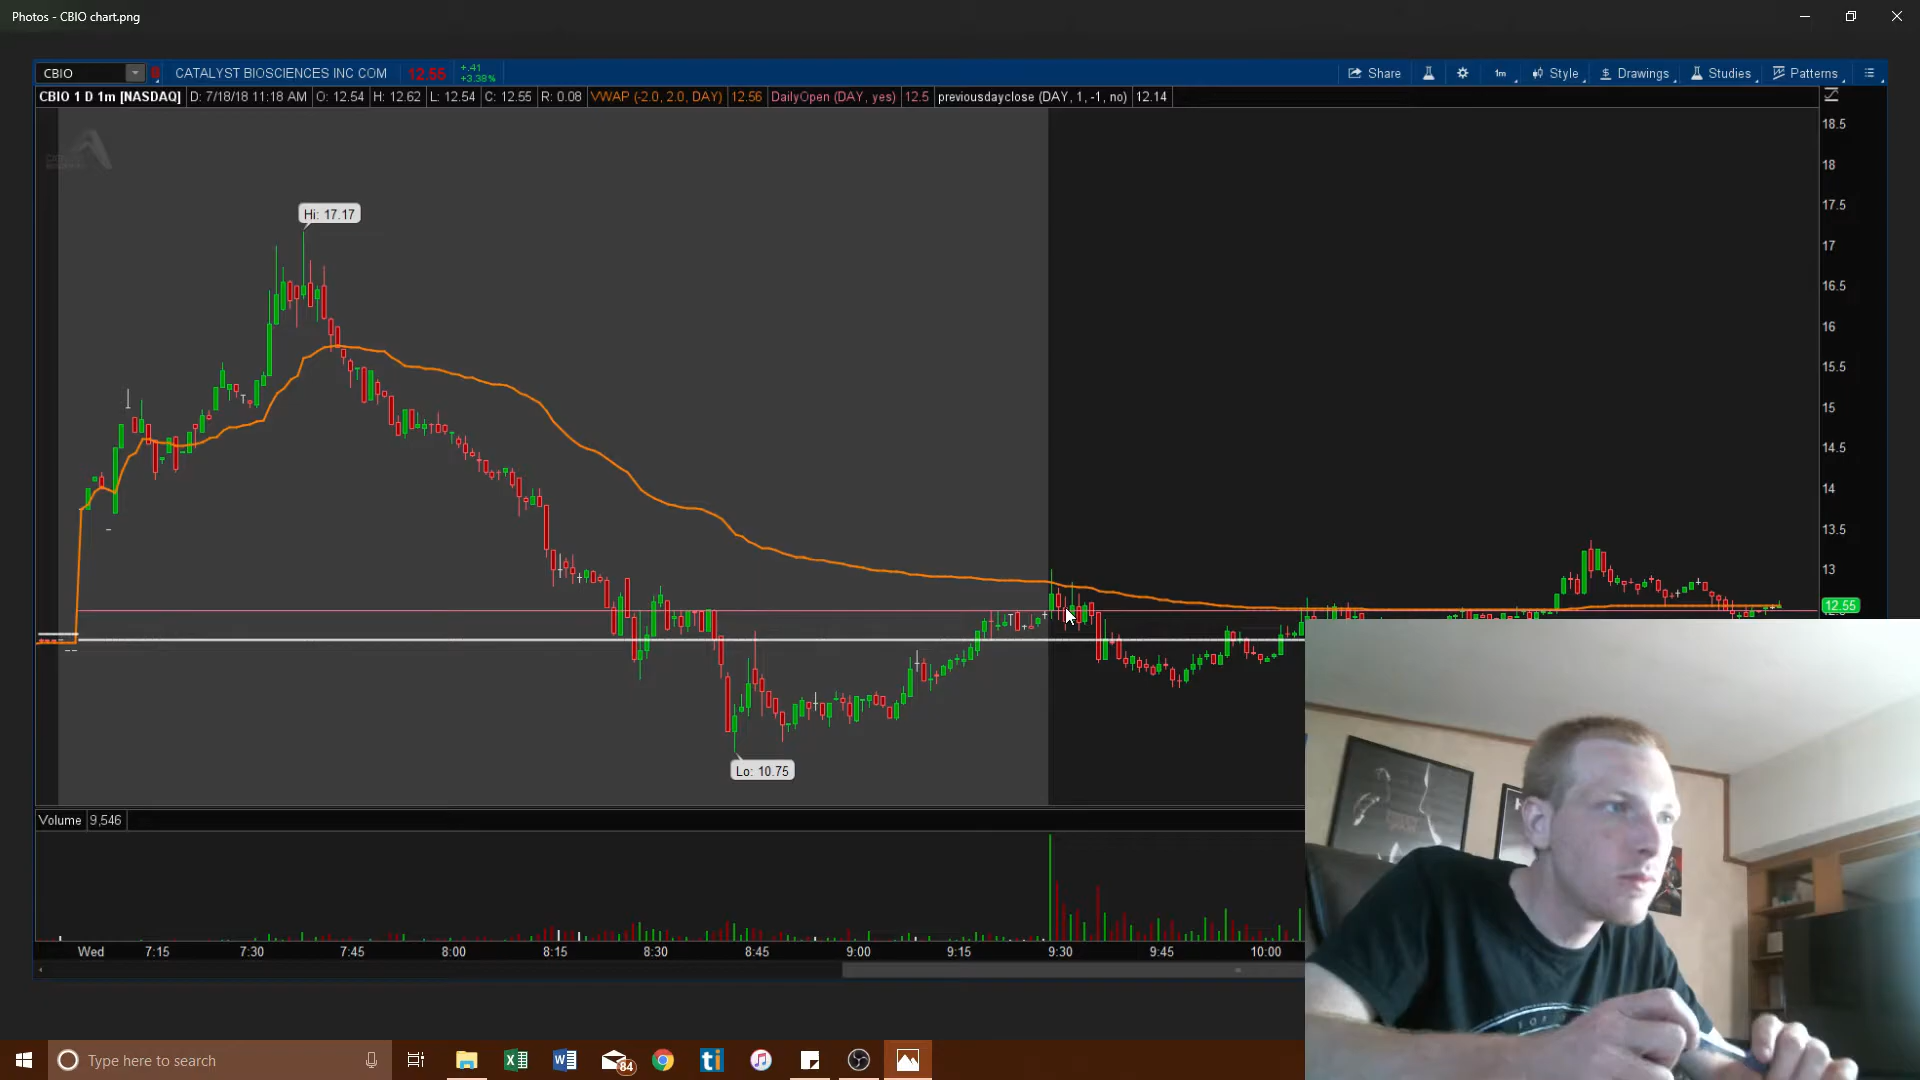 Photos - CBIO chart.png
CBIO CATALYST BIOSCIENCES INC COM 12.55 +.41 +3.38% Share 1m Style Drawings Studies Patterns
CBIO 1 D 1m [NASDAQ] D: 7/18/18 11:18 AM O: 12.54 H: 12.62 L: 12.54 C: 12.55 R: 0.08 VWAP (-2.0, 2.0, DAY) 12.56 DailyOpen (DAY, yes) 12.5 previousdayclose (DAY, 1, -1, no) 12.14
18.5
18
17.5
Hi: 17.17
17
16.5
16
15.5
15
14.5
14
13.5
13
12.55
Lo: 10.75
Volume 9,546
Wed 7:15 7:30 7:45 8:00 8:15 8:30 8:45 9:00 9:15 9:30 9:45 10:00
Type here to search
84
ti